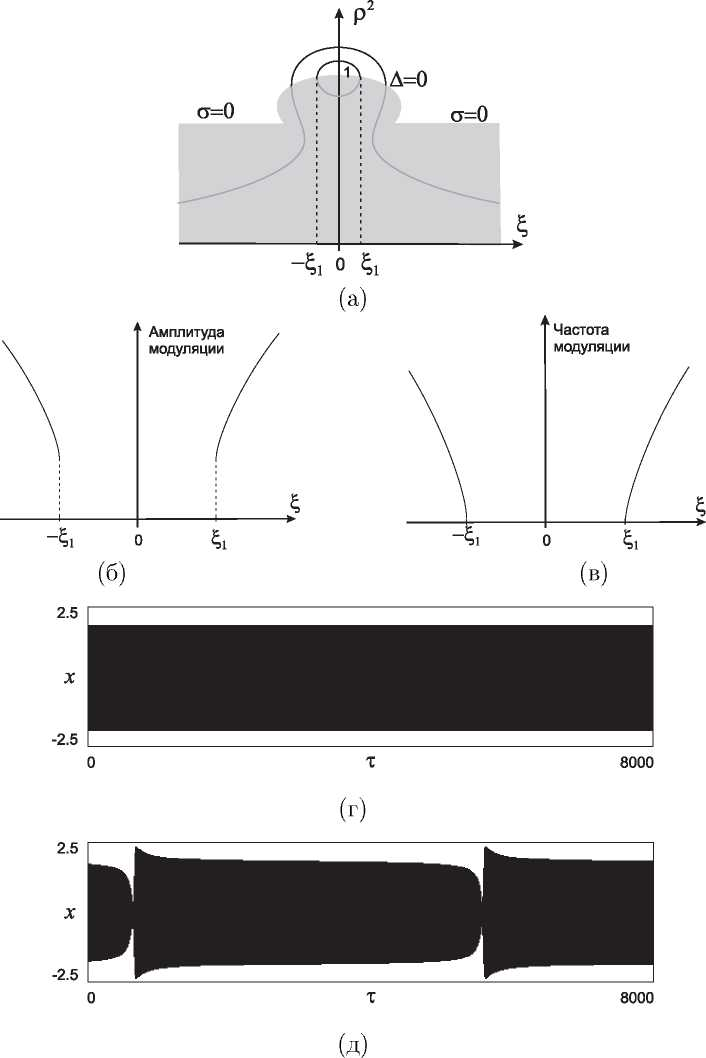 ρ²
1
Δ=0
σ=0
σ=0
ξ
−ξ₁ 0 ξ₁
(а)
Амплитуда
модуляции
ξ
−ξ₁ 0 ξ₁
(б)
Частота
модуляции
ξ
−ξ₁ 0 ξ₁
(в)
2.5
x
-2.5
0 τ 8000
(г)
2.5
x
-2.5
0 τ 8000
(д)